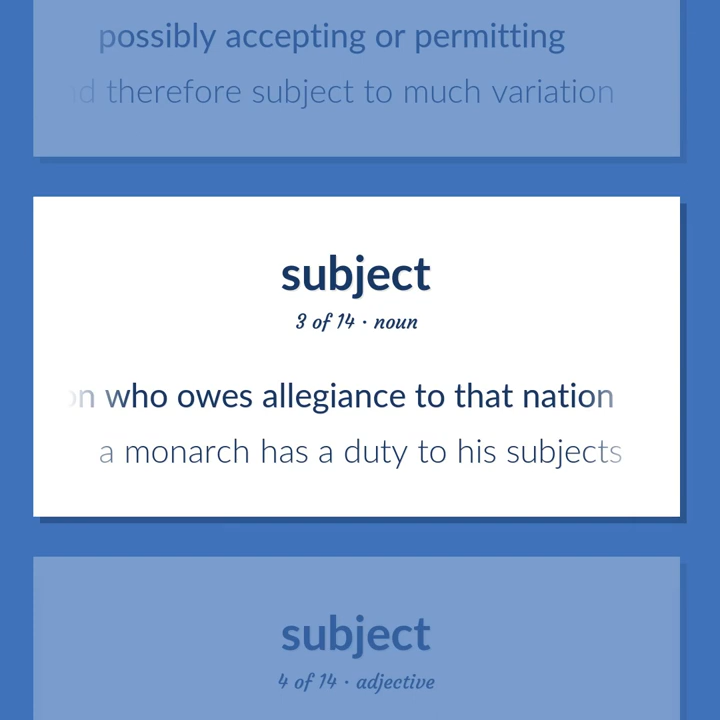 possibly accepting or permitting
therefore subject to much variation
subject
3 of 14 · noun
who owes allegiance to that nation
a monarch has a duty to his subjects
subject
4 of 14 · adjective